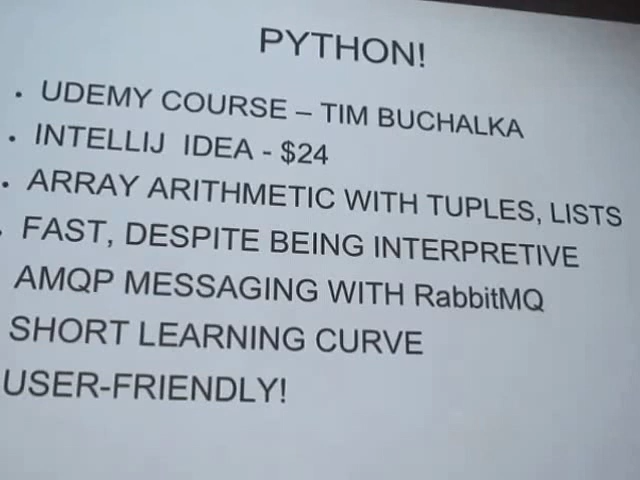 PYTHON!
. UDEMY COURSE – TIM BUCHALKA
. INTELLIJ IDEA - $24
. ARRAY ARITHMETIC WITH TUPLES, LISTS
. FAST, DESPITE BEING INTERPRETIVE
AMQP MESSAGING WITH RabbitMQ
SHORT LEARNING CURVE
USER-FRIENDLY!